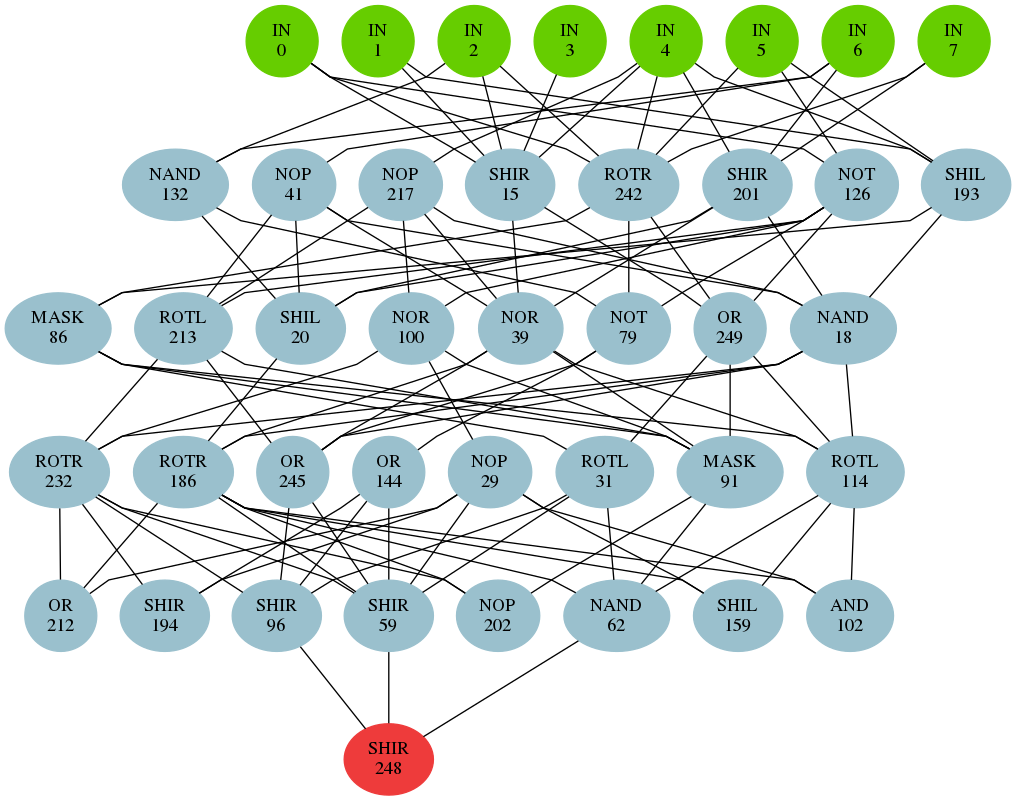 IN
0
IN
1
IN
2
IN
3
IN
4
IN
5
IN
6
IN
7
NAND
132
NOP
41
NOP
217
SHIR
15
ROTR
242
SHIR
201
NOT
126
SHIL
193
MASK
86
ROTL
213
SHIL
20
NOR
100
NOR
39
NOT
79
OR
249
NAND
18
ROTR
232
ROTR
186
OR
245
OR
144
NOP
29
ROTL
31
MASK
91
ROTL
114
OR
212
SHIR
194
SHIR
96
SHIR
59
NOP
202
NAND
62
SHIL
159
AND
102
SHIR
248